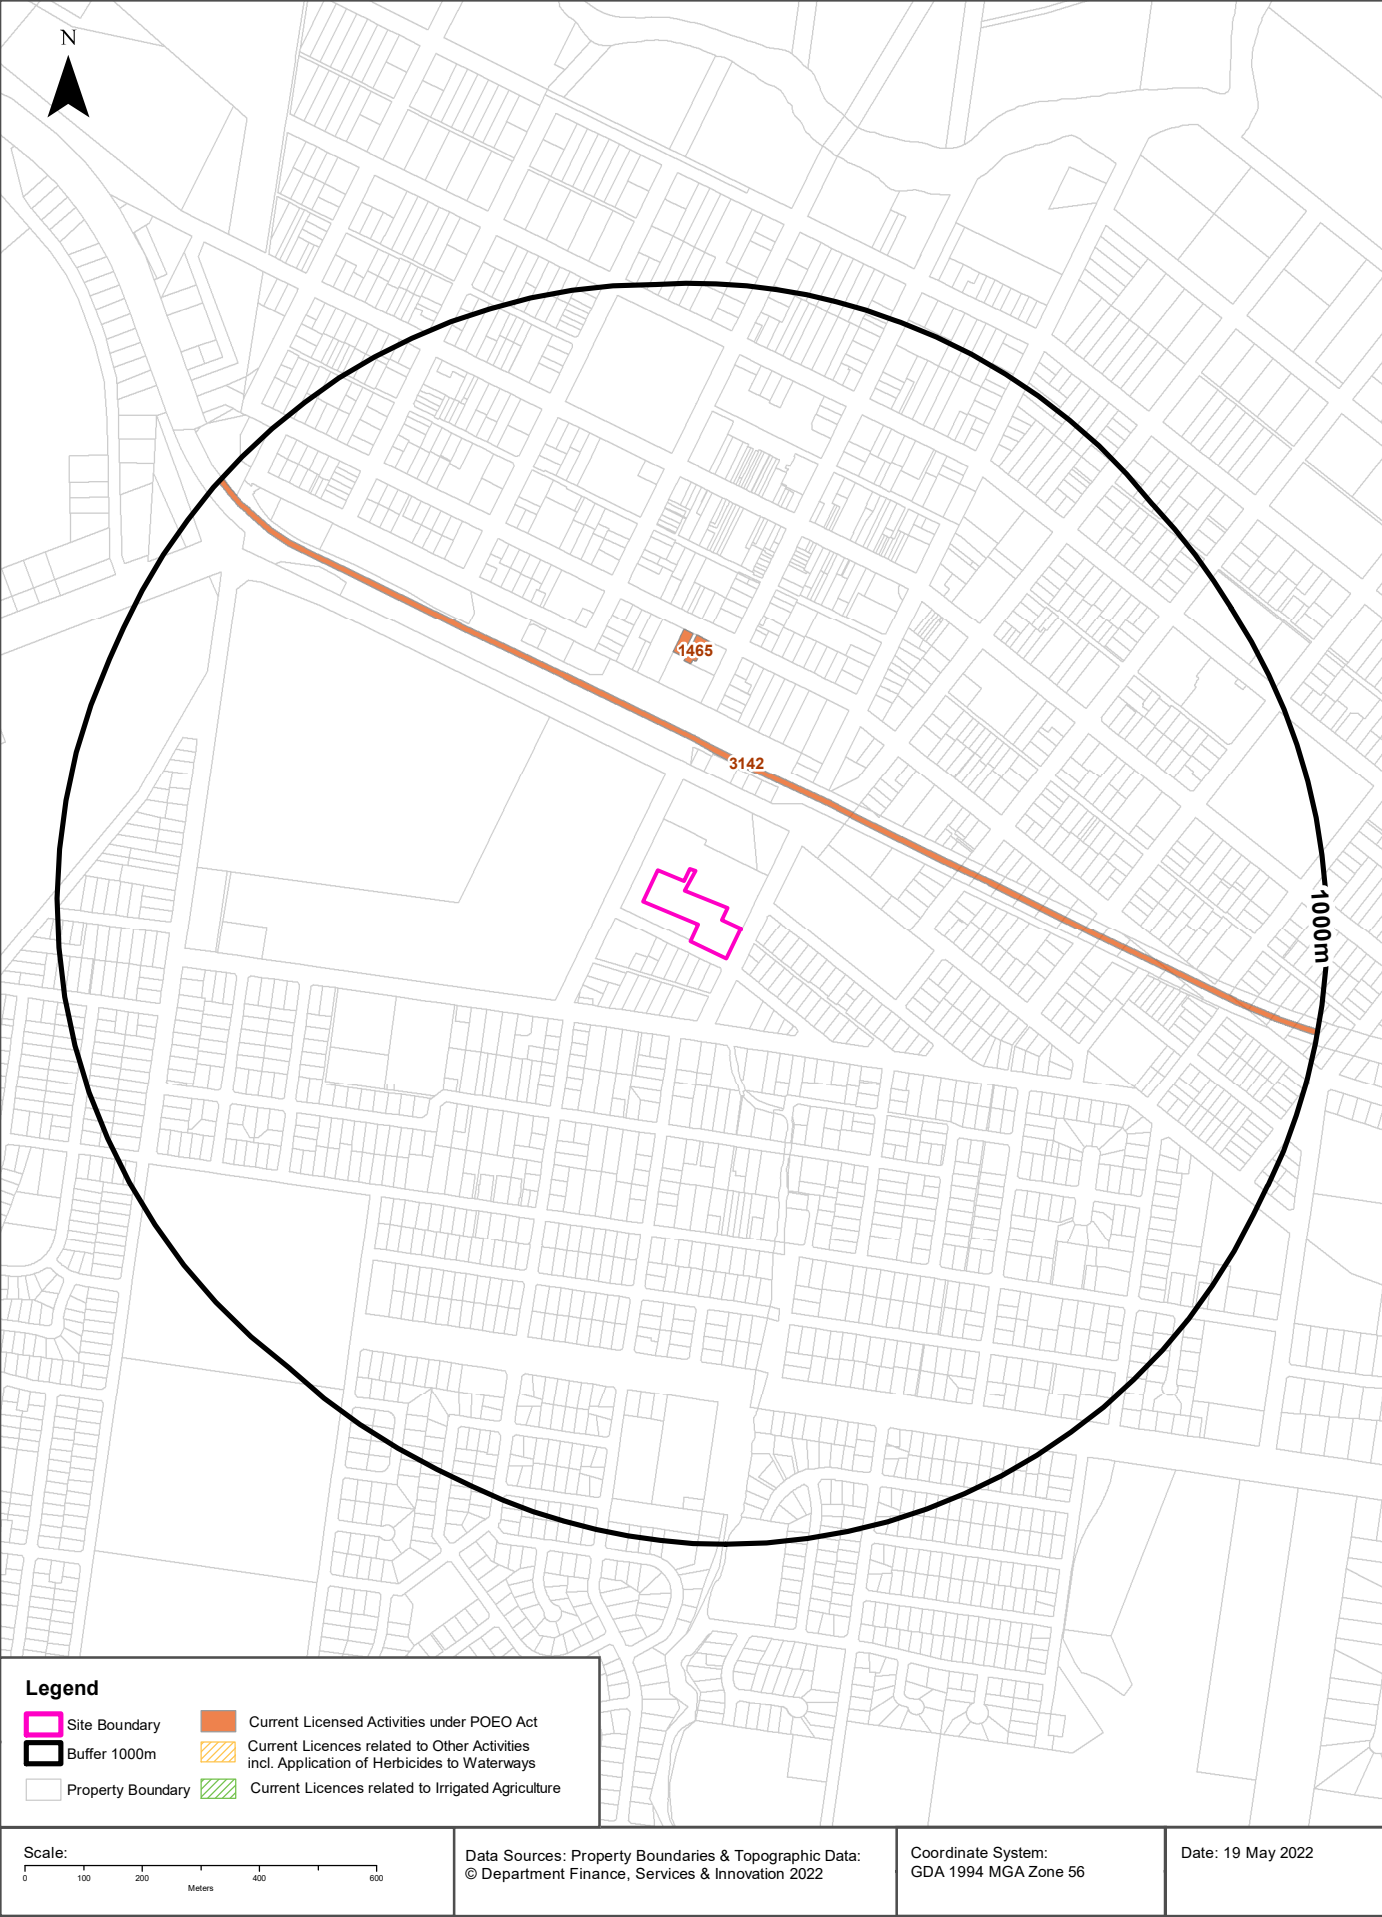 N
1465
3142
1000m
Legend
Site Boundary
Buffer 1000m
Property Boundary
Current Licensed Activities under POEO Act
Current Licences related to Other Activities
incl. Application of Herbicides to Waterways
Current Licences related to Irrigated Agriculture
Scale:
0 100 200 400 600
Meters
Data Sources: Property Boundaries & Topographic Data:
© Department Finance, Services & Innovation 2022
Coordinate System:
GDA 1994 MGA Zone 56
Date: 19 May 2022